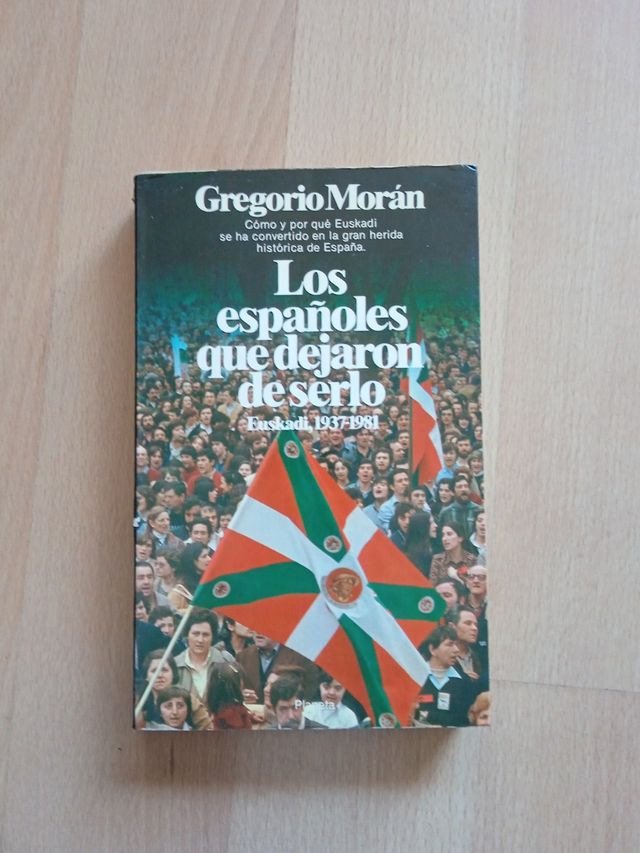 Gregorio Morán
Cómo y por qué Euskadi
se ha convertido en la gran herida
histórica de España.
Los
españoles
que dejaron
de serlo
Euskadi, 1937-1981
Planeta